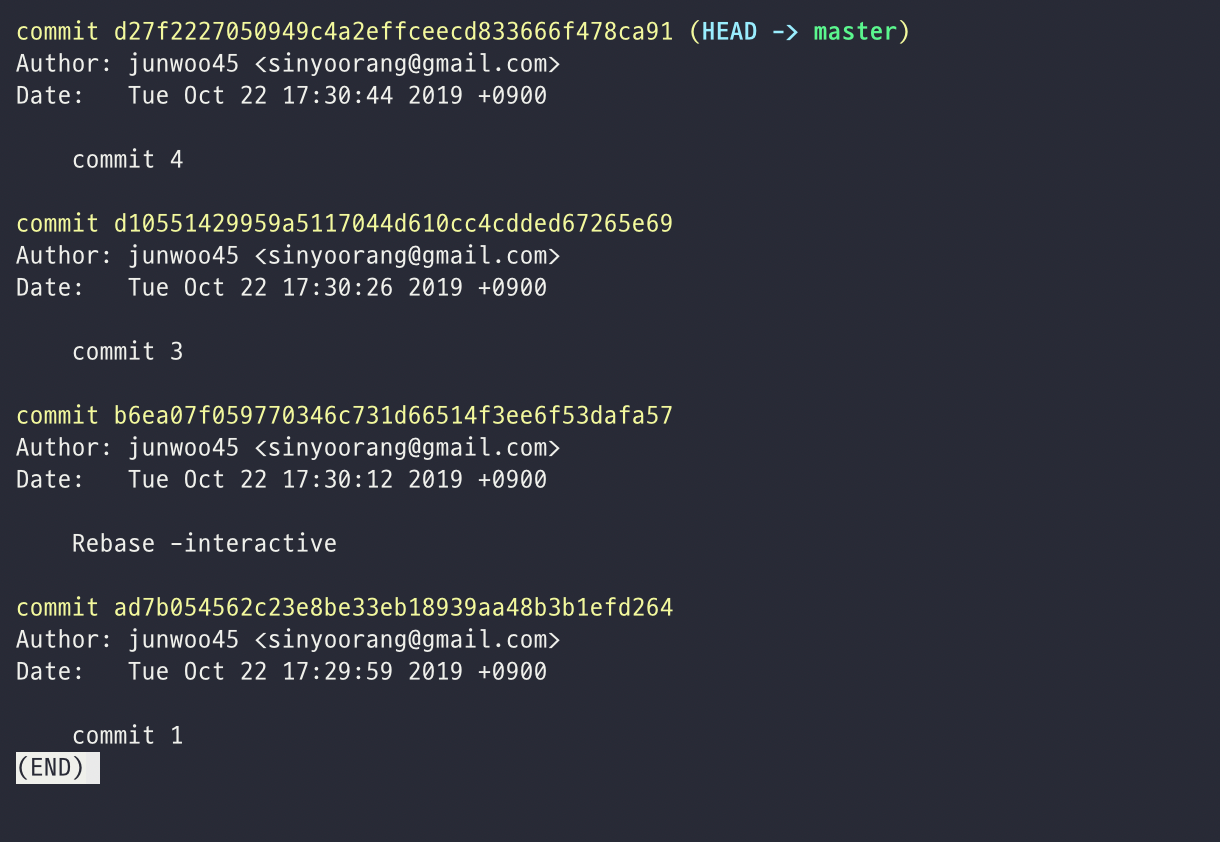 commit d27f2227050949c4a2effceecd833666f478ca91 (HEAD -> master)
Author: junwoo45 <sinyoorang@gmail.com>
Date:   Tue Oct 22 17:30:44 2019 +0900
    commit 4
commit d10551429959a5117044d610cc4cdded67265e69
Author: junwoo45 <sinyoorang@gmail.com>
Date:   Tue Oct 22 17:30:26 2019 +0900
    commit 3
commit b6ea07f059770346c731d66514f3ee6f53dafa57
Author: junwoo45 <sinyoorang@gmail.com>
Date:   Tue Oct 22 17:30:12 2019 +0900
    Rebase -interactive
commit ad7b054562c23e8be33eb18939aa48b3b1efd264
Author: junwoo45 <sinyoorang@gmail.com>
Date:   Tue Oct 22 17:29:59 2019 +0900
    commit 1
(END)